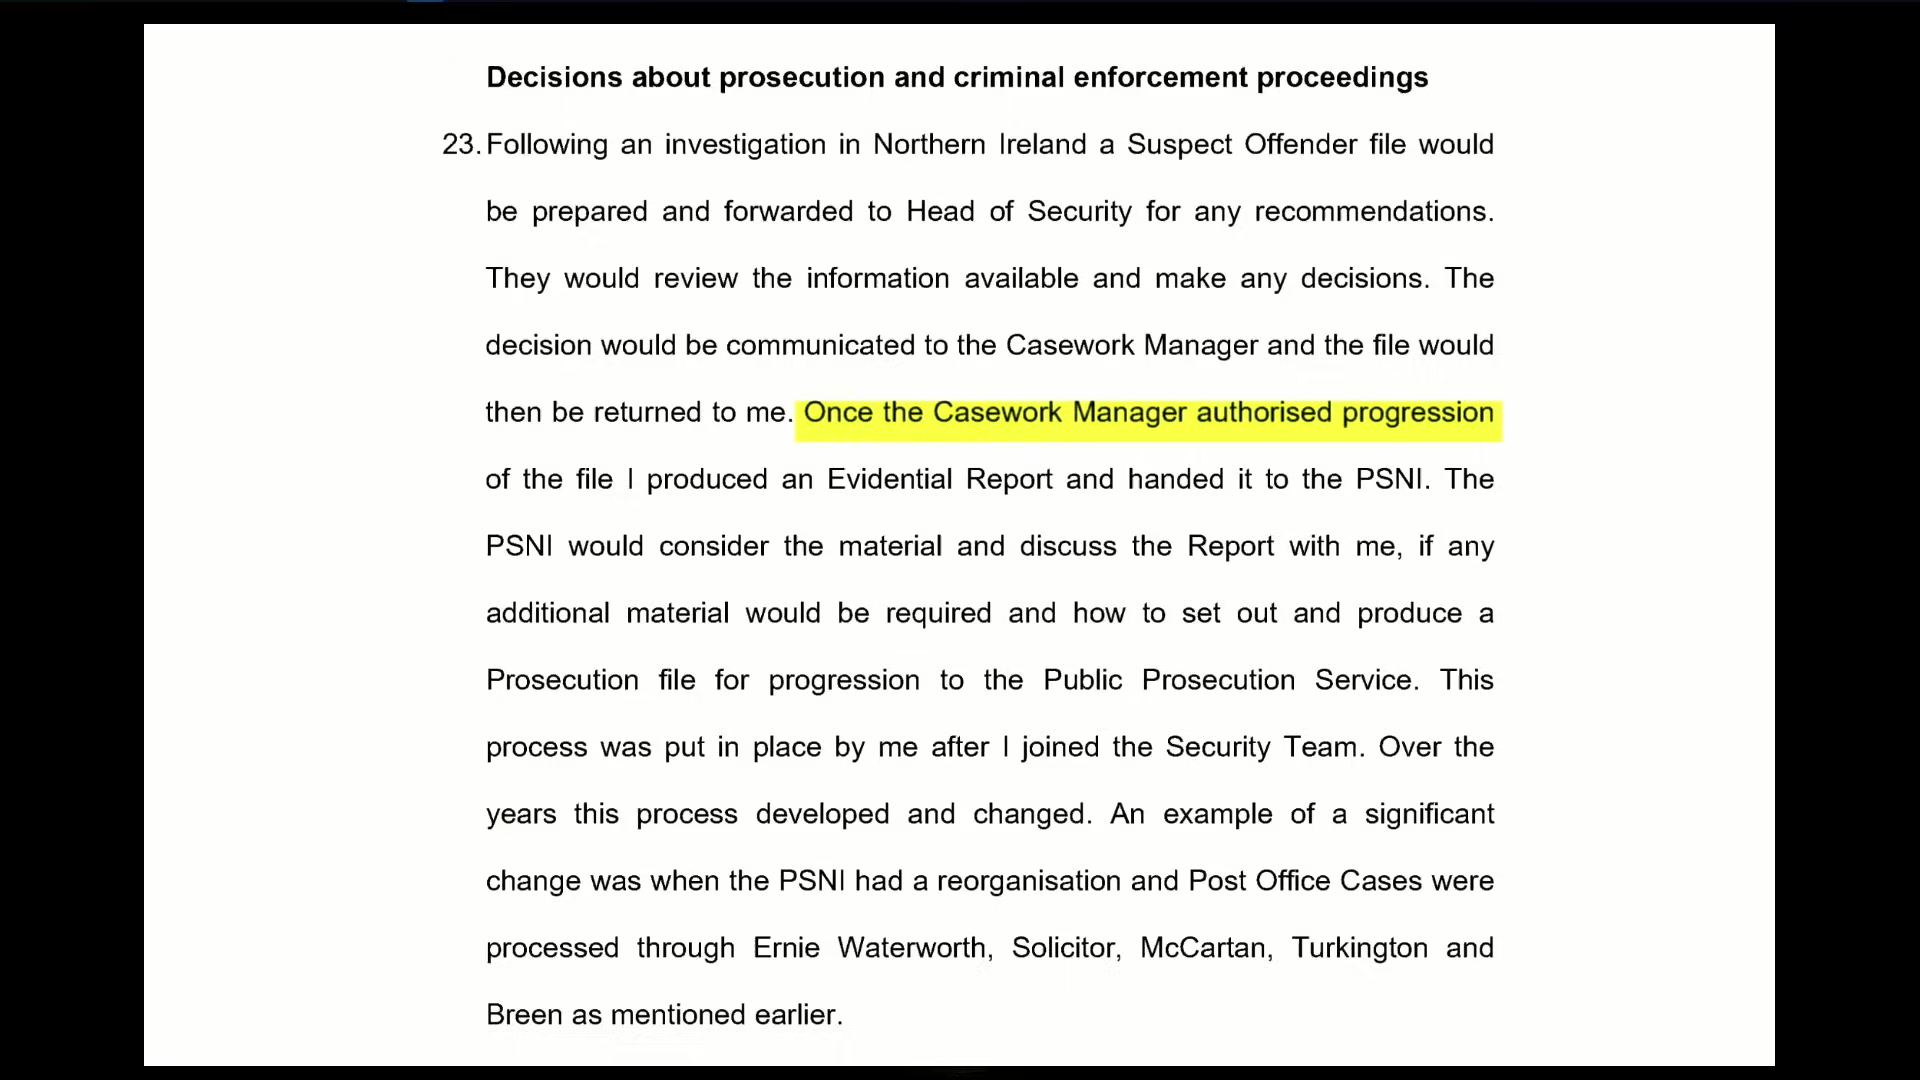 Decisions about prosecution and criminal enforcement proceedings
23. Following an investigation in Northern Ireland a Suspect Offender file would
be prepared and forwarded to Head of Security for any recommendations.
They would review the information available and make any decisions. The
decision would be communicated to the Casework Manager and the file would
then be returned to me. Once the Casework Manager authorised progression
of the file I produced an Evidential Report and handed it to the PSNI. The
PSNI would consider the material and discuss the Report with me, if any
additional material would be required and how to set out and produce a
Prosecution file for progression to the Public Prosecution Service. This
process was put in place by me after I joined the Security Team. Over the
years this process developed and changed. An example of a significant
change was when the PSNI had a reorganisation and Post Office Cases were
processed through Ernie Waterworth, Solicitor, McCartan, Turkington and
Breen as mentioned earlier.